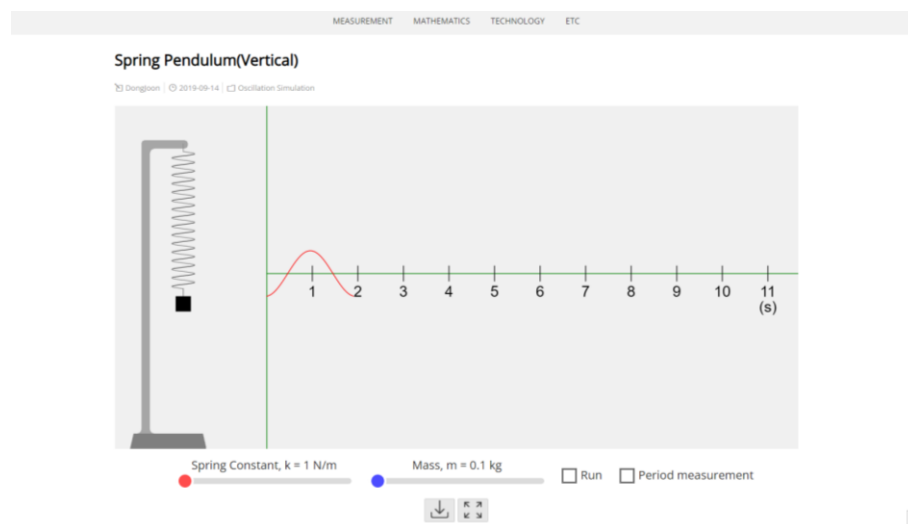 MEASUREMENT MATHEMATICS TECHNOLOGY ETC
Spring Pendulum(Vertical)
Dongjoon 2019-09-14 Oscillation Simulation
1 2 3 4 5 6 7 8 9 10 11
(s)
Spring Constant, k = 1 N/m Mass, m = 0.1 kg
Run Period measurement